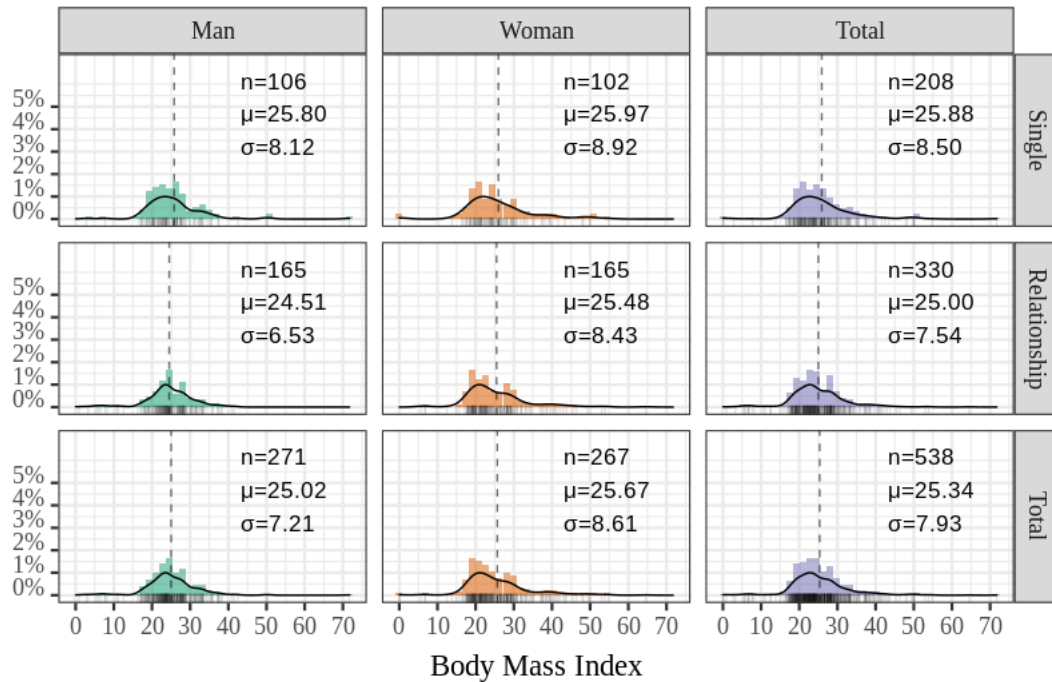 Man
Woman
Total
5%
4%
3%
2%
1%
0%
n=106
μ=25.80
σ=8.12
n=102
μ=25.97
σ=8.92
n=208
μ=25.88
σ=8.50
Single
5%
4%
3%
2%
1%
0%
n=165
μ=24.51
σ=6.53
n=165
μ=25.48
σ=8.43
n=330
μ=25.00
σ=7.54
Relationship
5%
4%
3%
2%
1%
0%
n=271
μ=25.02
σ=7.21
n=267
μ=25.67
σ=8.61
n=538
μ=25.34
σ=7.93
Total
0 10 20 30 40 50 60 70
0 10 20 30 40 50 60 70
0 10 20 30 40 50 60 70
Body Mass Index